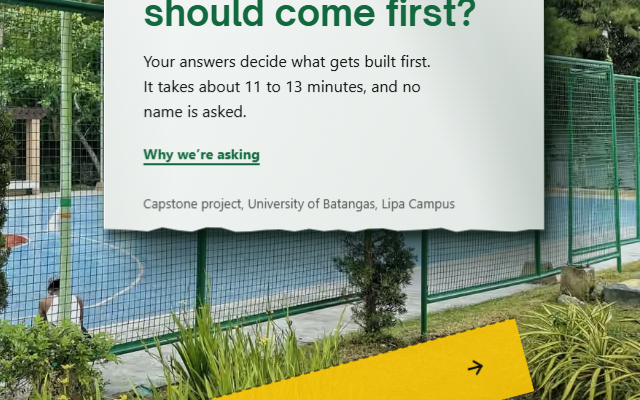 should come first?
Your answers decide what gets built first.
It takes about 11 to 13 minutes, and no
name is asked.
Why we’re asking
Capstone project, University of Batangas, Lipa Campus
→